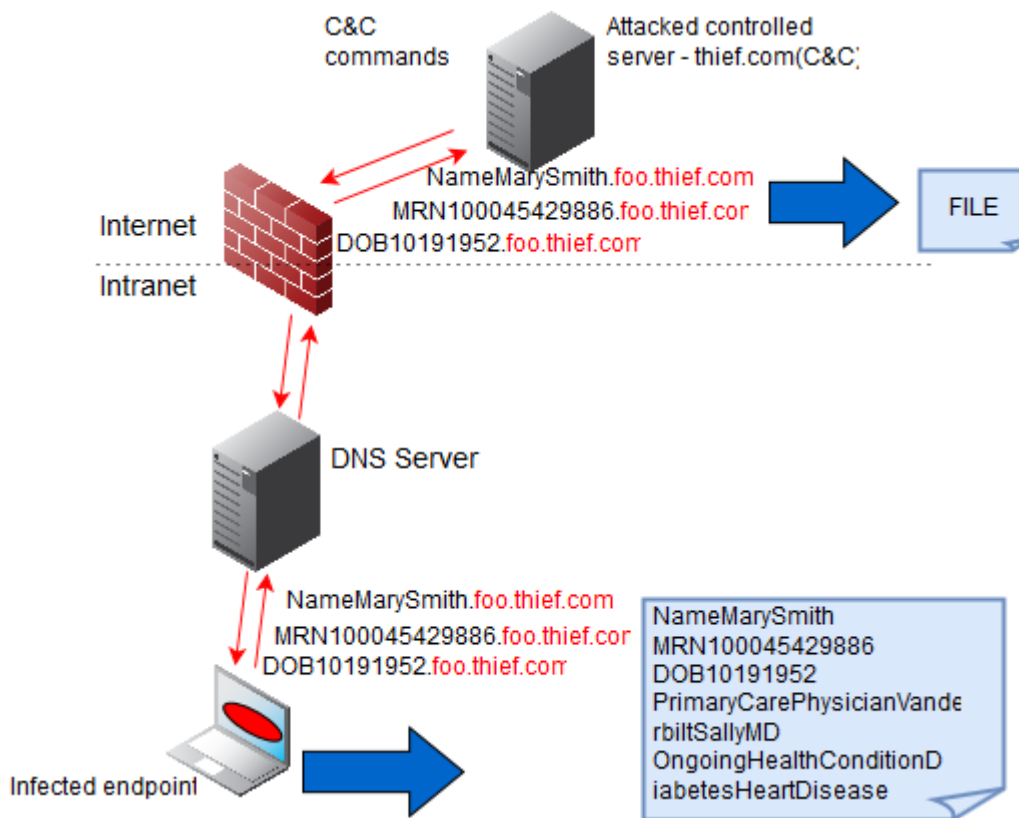 C&C
commands
Attacked controlled
server - thief.com(C&C)
NameMarySmith.foo.thief.com
MRN100045429886.foo.thief.com
DOB10191952.foo.thief.com
FILE
Internet
Intranet
DNS Server
NameMarySmith.foo.thief.com
MRN100045429886.foo.thief.com
DOB10191952.foo.thief.com
NameMarySmith
MRN100045429886
DOB10191952
PrimaryCarePhysicianVande
rbiltSallyMD
OngoingHealthConditionD
iabetesHeartDisease
Infected endpoint